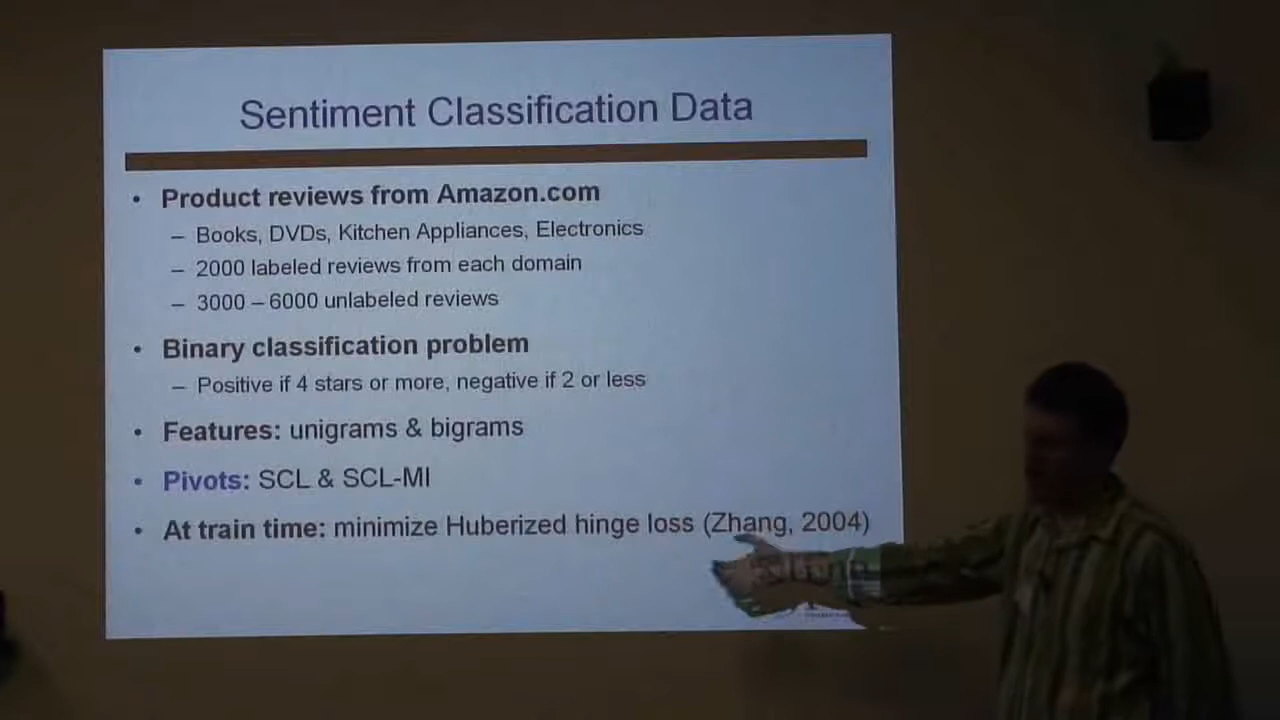 Sentiment Classification Data
• Product reviews from Amazon.com
– Books, DVDs, Kitchen Appliances, Electronics
– 2000 labeled reviews from each domain
– 3000 – 6000 unlabeled reviews
• Binary classification problem
– Positive if 4 stars or more, negative if 2 or less
• Features: unigrams & bigrams
• Pivots: SCL & SCL-MI
• At train time: minimize Huberized hinge loss (Zhang, 2004)